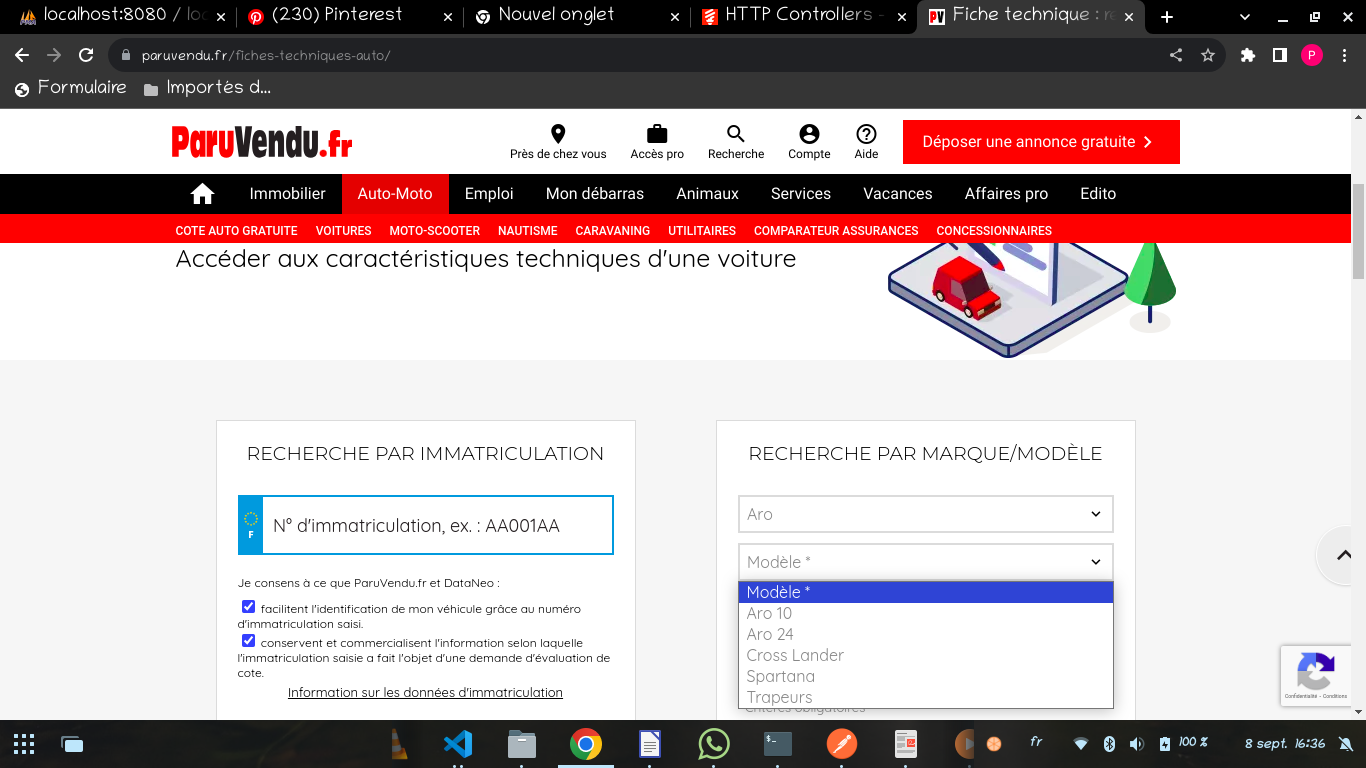 localhost:8080 / loc
(230) Pinterest
Nouvel onglet
HTTP Controllers -
Fiche technique : re
paruvendu.fr/fiches-techniques-auto/
P
Formulaire
Importés d...
ParuVendu.fr
Près de chez vous
Accès pro
Recherche
Compte
Aide
Déposer une annonce gratuite
Immobilier
Auto-Moto
Emploi
Mon débarras
Animaux
Services
Vacances
Affaires pro
Edito
COTE AUTO GRATUITE
VOITURES
MOTO-SCOOTER
NAUTISME
CARAVANING
UTILITAIRES
COMPARATEUR ASSURANCES
CONCESSIONNAIRES
Accéder aux caractéristiques techniques d'une voiture
RECHERCHE PAR IMMATRICULATION
F
N° d'immatriculation, ex. : AA001AA
Je consens à ce que ParuVendu.fr et DataNeo :
facilitent l'identification de mon véhicule grâce au numéro
d'immatriculation saisi.
conservent et commercialisent l'information selon laquelle
l'immatriculation saisie a fait l'objet d'une demande d'évaluation de
cote.
Information sur les données d'immatriculation
RECHERCHE PAR MARQUE/MODÈLE
Aro
Modèle *
Modèle *
Aro 10
Aro 24
Cross Lander
Spartana
Trapeurs
Critères obligatoires
Confidentialité - Conditions
fr
100 %
8 sept. 16:36